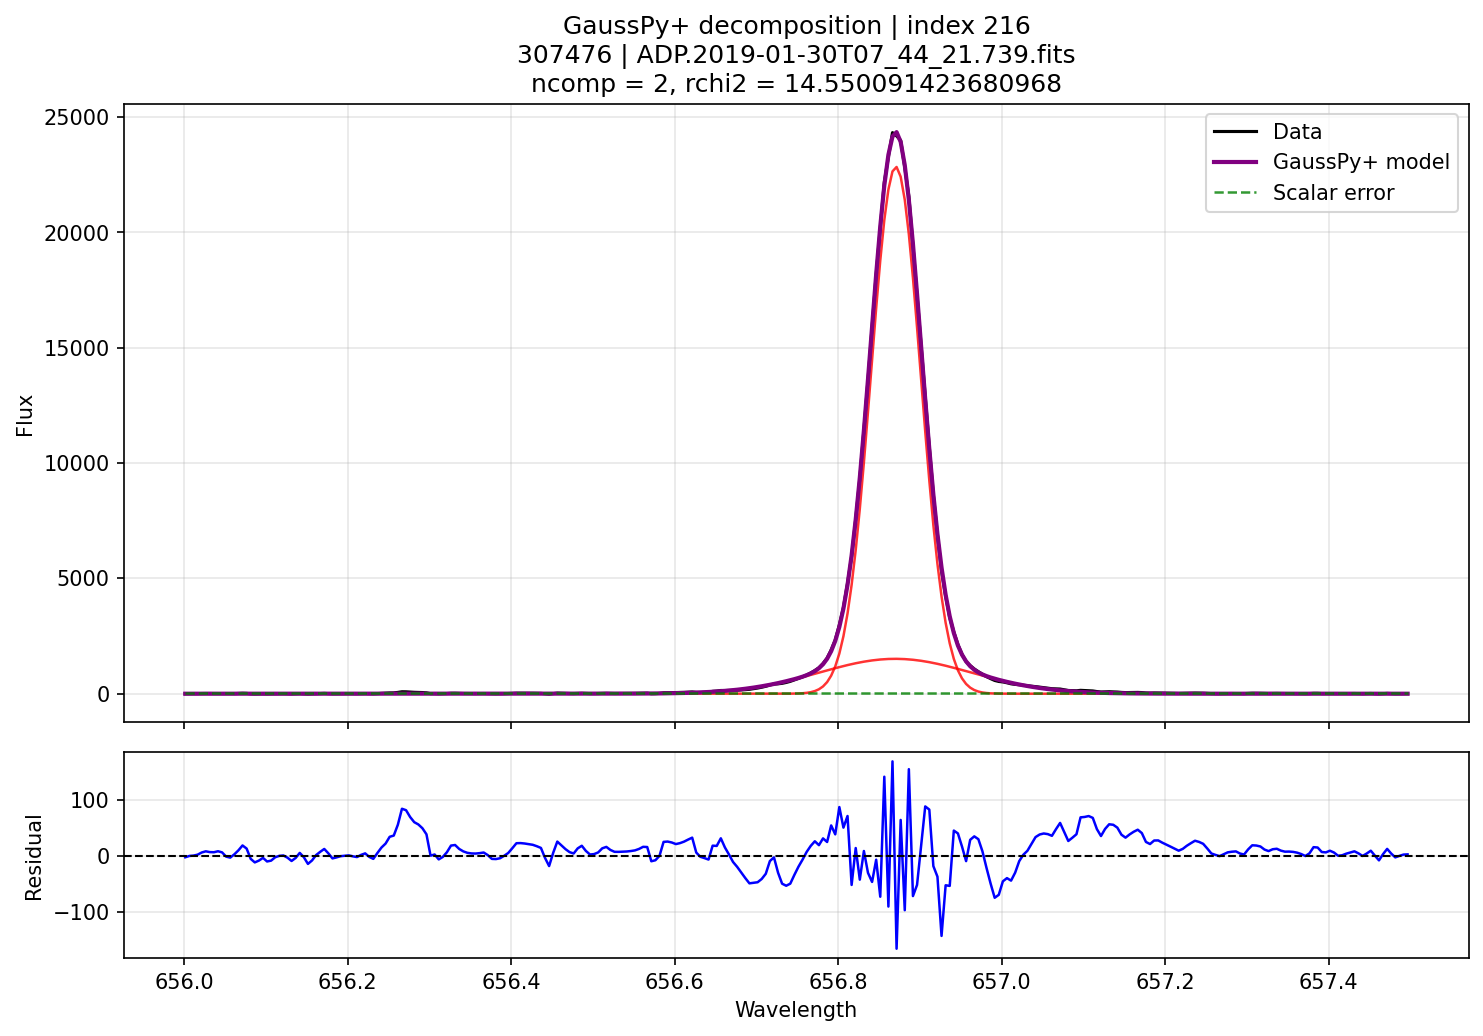 GaussPy+ decomposition | index 216
307476 | ADP.2019-01-30T07_44_21.739.fits
ncomp = 2, rchi2 = 14.550091423680968
25000
20000
15000
10000
5000
0
Flux
Data
GaussPy+ model
Scalar error
100
0
−100
Residual
656.0
656.2
656.4
656.6
656.8
657.0
657.2
657.4
Wavelength